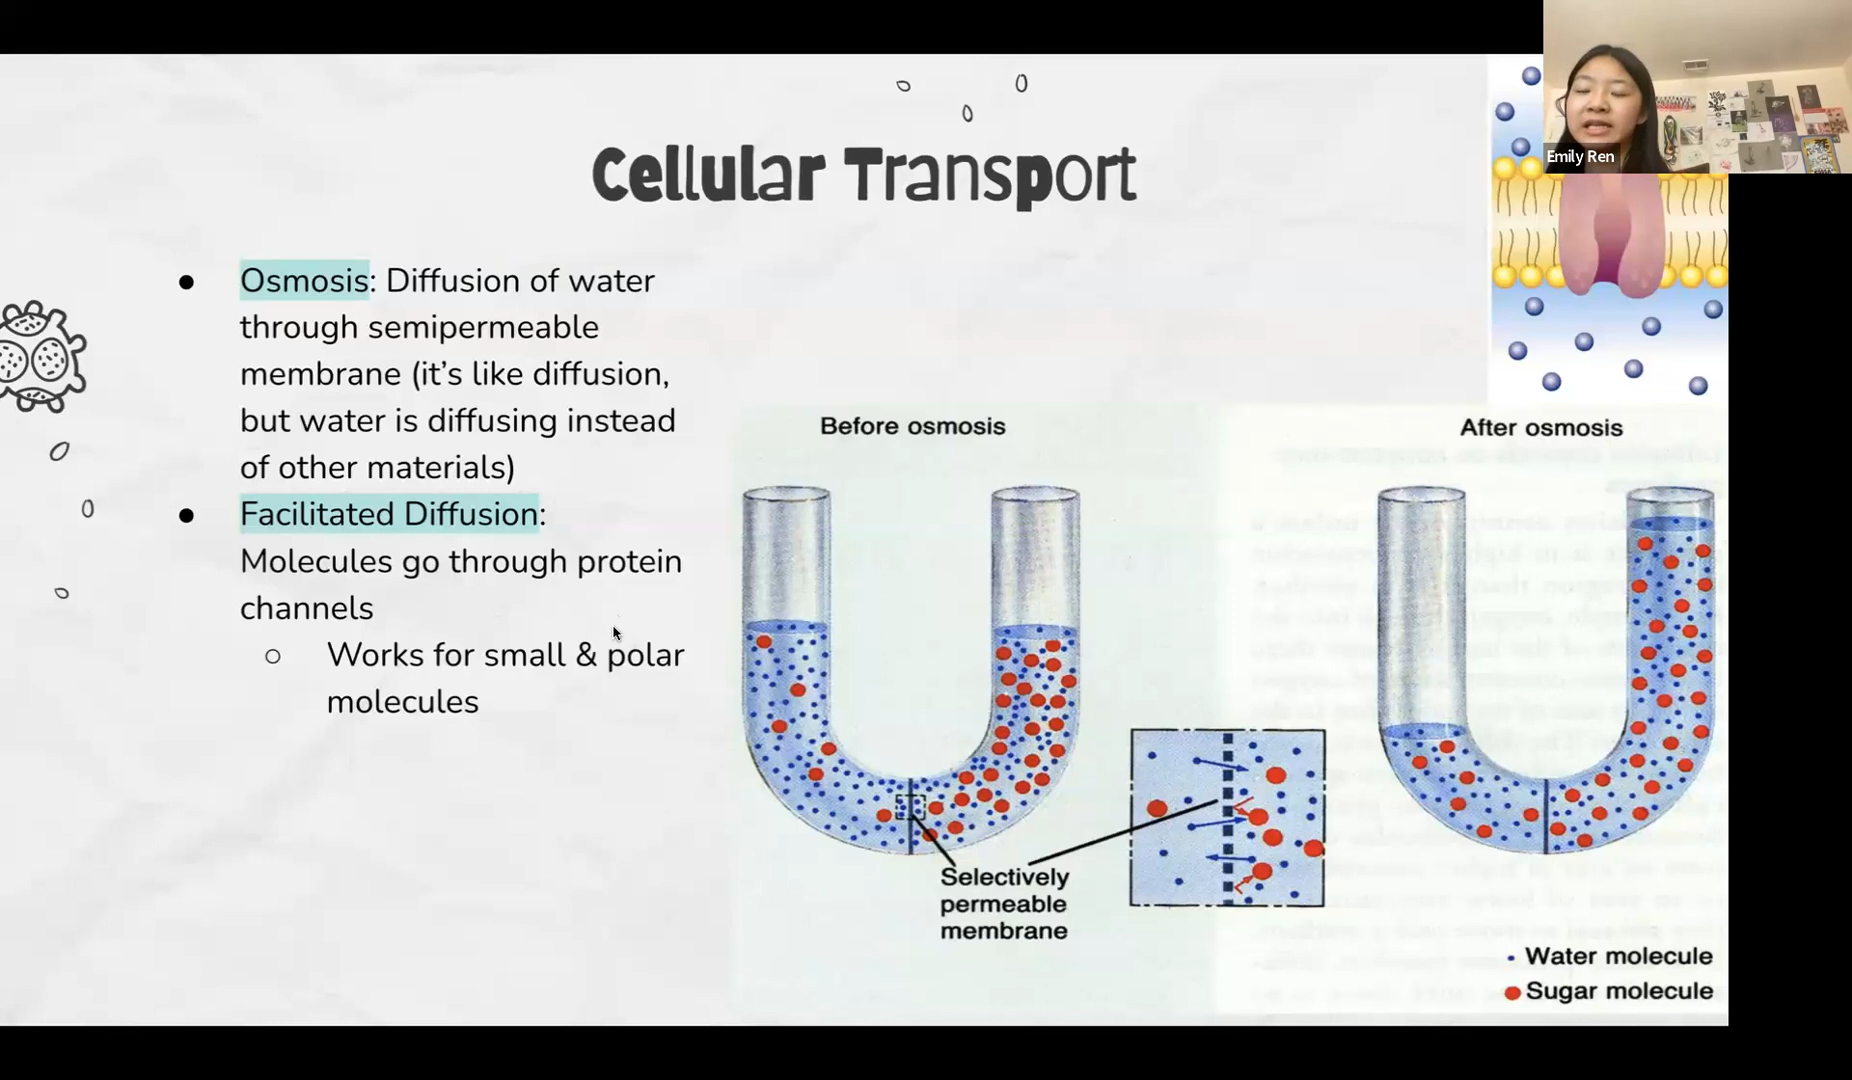 Emily Ren
Cellular Transport
● Osmosis: Diffusion of water
through semipermeable
membrane (it’s like diffusion,
but water is diffusing instead
of other materials)
● Facilitated Diffusion:
Molecules go through protein
channels
○ Works for small & polar
molecules
Before osmosis
After osmosis
Selectively
permeable
membrane
Water molecule
Sugar molecule